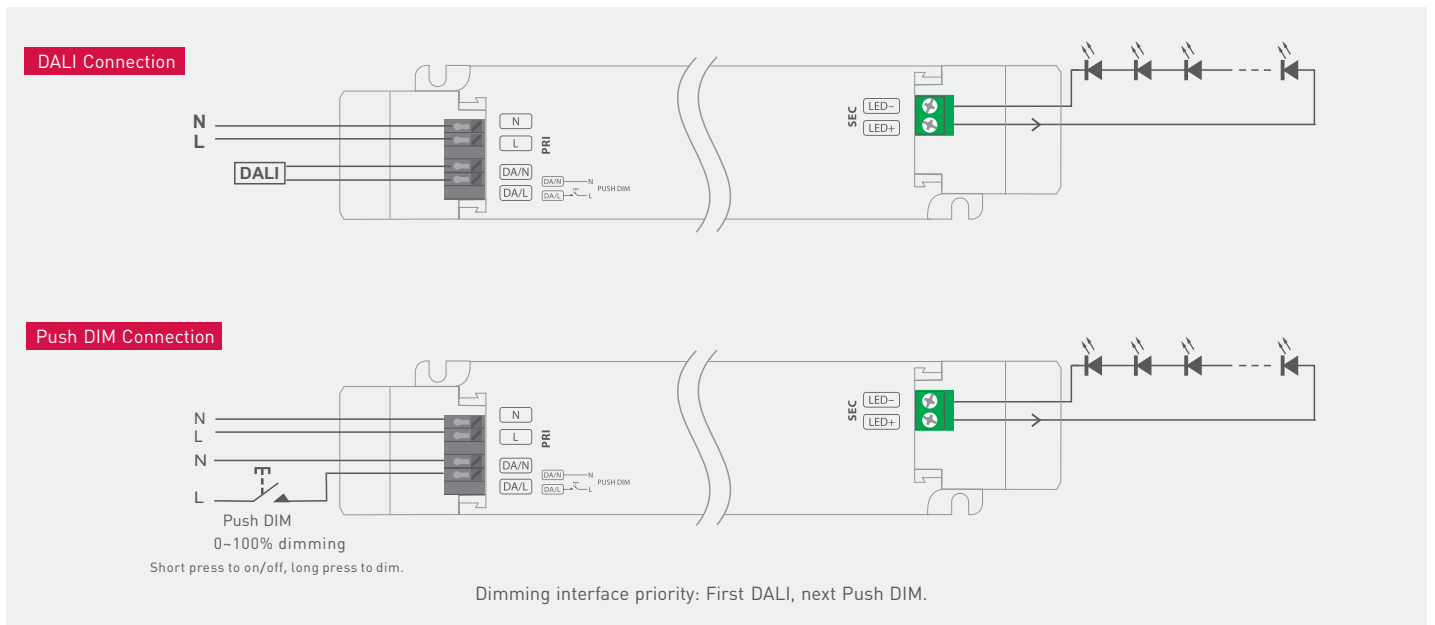 DALI Connection
N
L
DALI
N
L
PRI
DA/N
DA/L
DA/N N
DA/L L
PUSH DIM
SEC
LED−
LED+
Push DIM Connection
N
L
N
L
Push DIM
0~100% dimming
Short press to on/off, long press to dim.
N
L
PRI
DA/N
DA/L
DA/N N
DA/L L
PUSH DIM
SEC
LED−
LED+
Dimming interface priority: First DALI, next Push DIM.